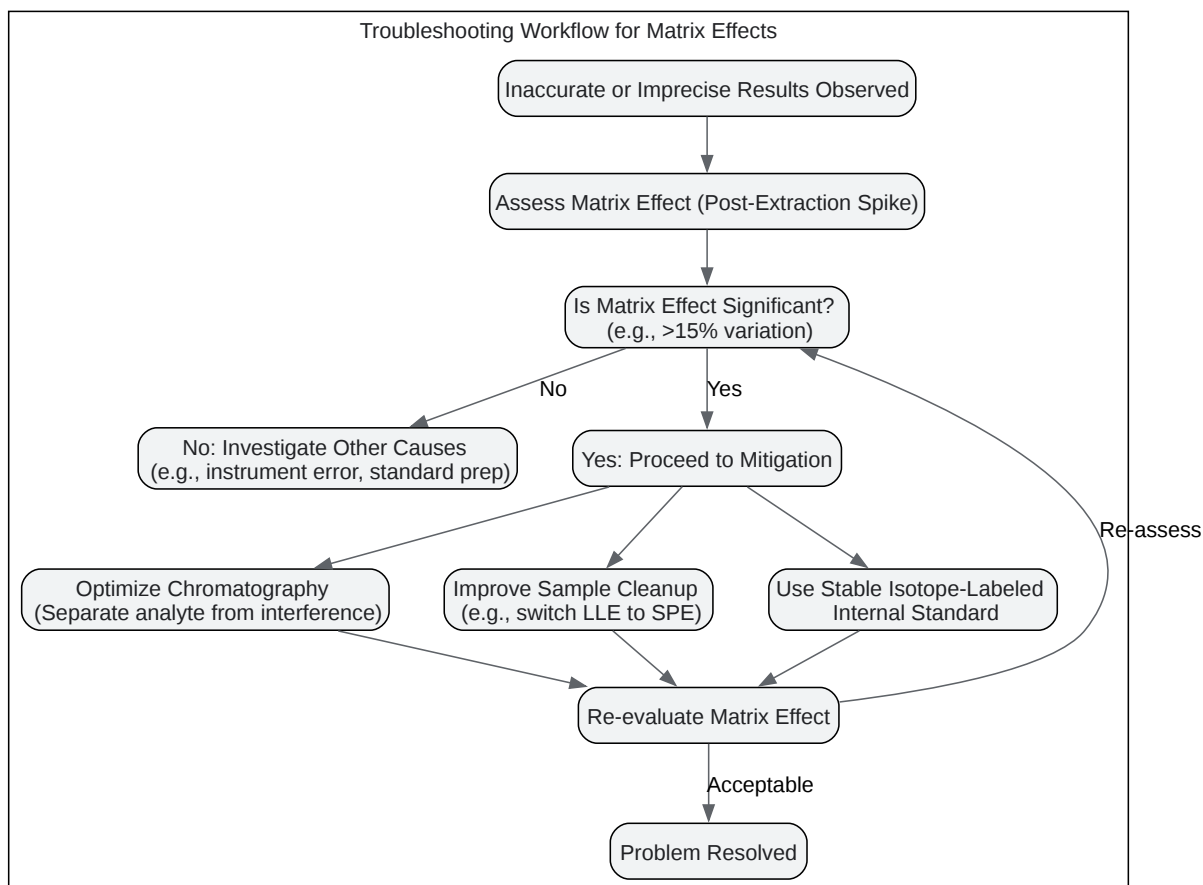 Troubleshooting Workflow for Matrix Effects
Inaccurate or Imprecise Results Observed
Assess Matrix Effect (Post-Extraction Spike)
Is Matrix Effect Significant?
(e.g., >15% variation)
No
Yes
No: Investigate Other Causes
(e.g., instrument error, standard prep)
Yes: Proceed to Mitigation
Re-assess
Optimize Chromatography
(Separate analyte from interference)
Improve Sample Cleanup
(e.g., switch LLE to SPE)
Use Stable Isotope-Labeled
Internal Standard
Re-evaluate Matrix Effect
Acceptable
Problem Resolved